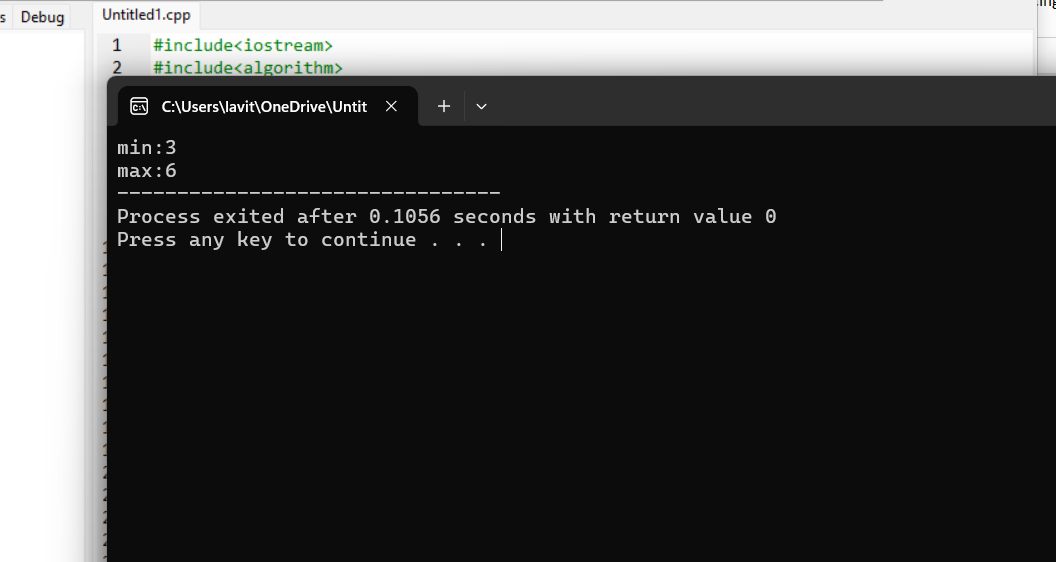 s Debug
Untitled1.cpp
1 #include<iostream>
2 #include<algorithm>
C:\Users\lavit\OneDrive\Untit
min:3
max:6
--------------------------------
Process exited after 0.1056 seconds with return value 0
Press any key to continue . . .